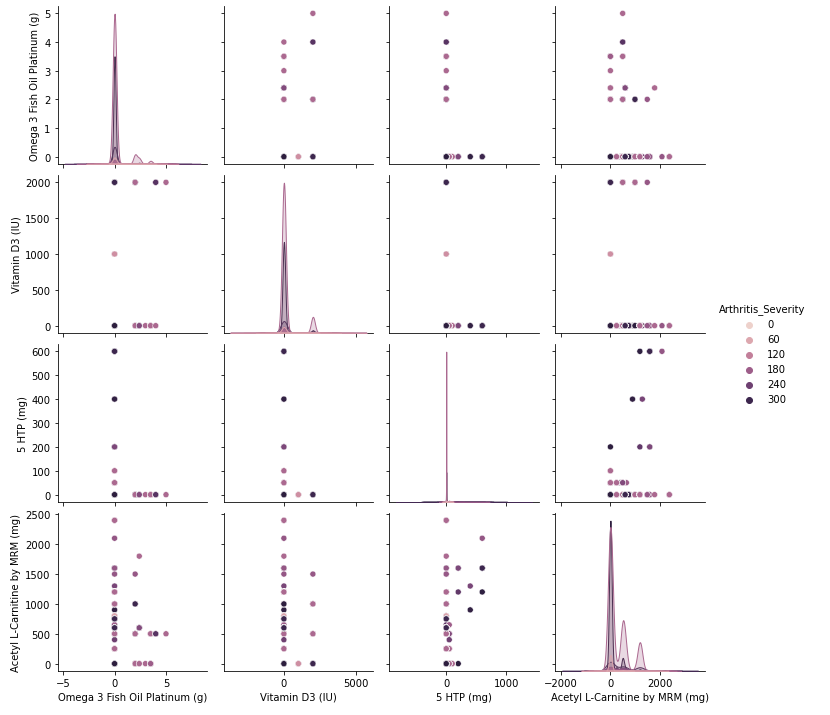 5
4
3
2
1
0
Omega 3 Fish Oil Platinum (g)
2000
1500
1000
500
0
Vitamin D3 (IU)
600
500
400
300
200
100
0
5 HTP (mg)
2500
2000
1500
1000
500
0
Acetyl L-Carnitine by MRM (mg)
−5 0 5
Omega 3 Fish Oil Platinum (g)
0 5000
Vitamin D3 (IU)
0 1000
5 HTP (mg)
−2000 0 2000
Acetyl L-Carnitine by MRM (mg)
Arthritis_Severity
0
60
120
180
240
300